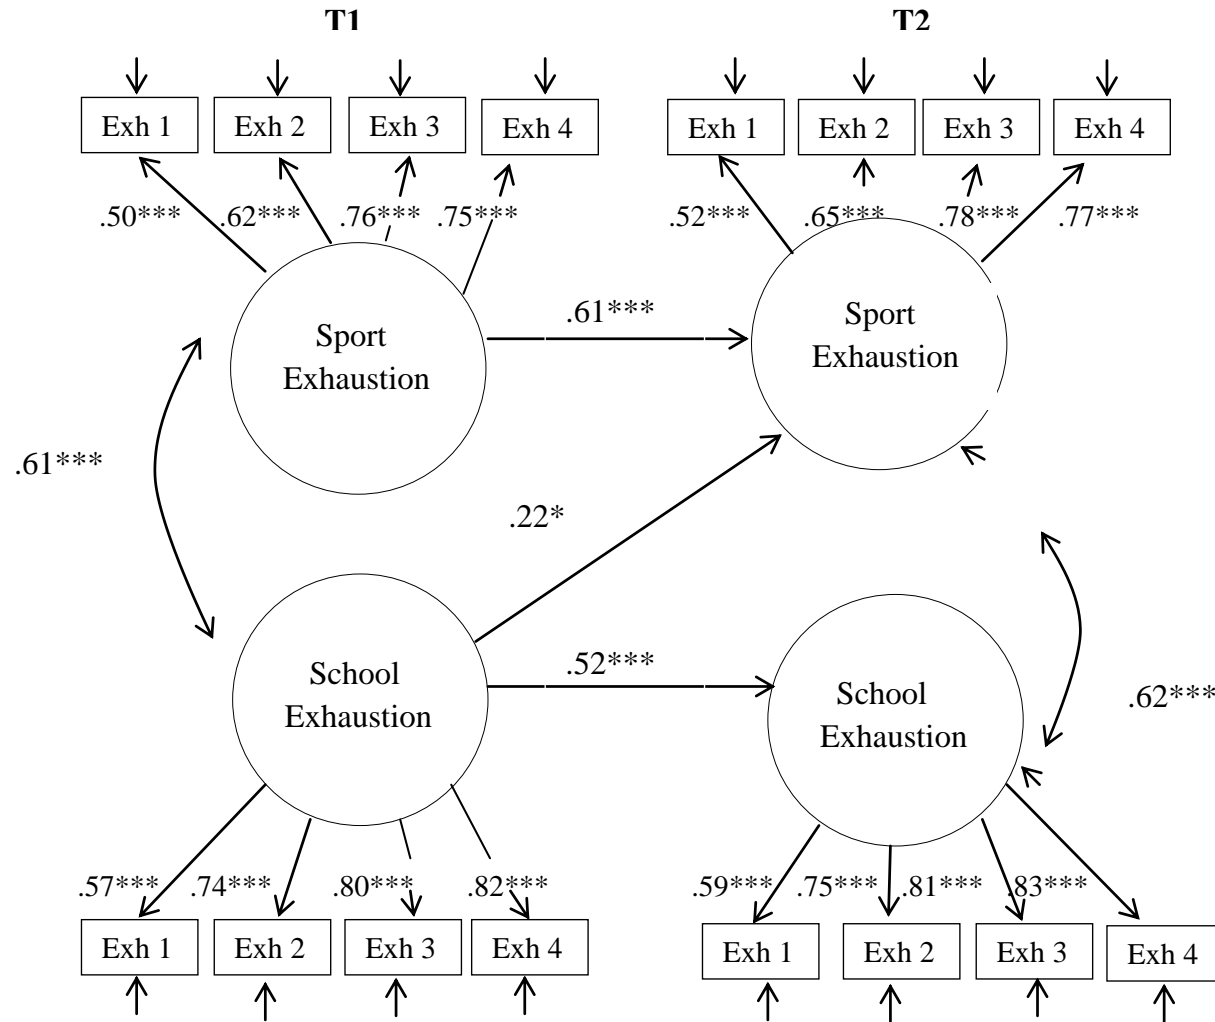 T1 T2
Exh 1 Exh 2 Exh 3 Exh 4 Exh 1 Exh 2 Exh 3 Exh 4
.50*** .62*** .76*** .75*** .52*** .65*** .78*** .77***
Sport
Exhaustion
.61***
Sport
Exhaustion
.61***
.22*
School
Exhaustion
.52***
School
Exhaustion
.62***
.57*** .74*** .80*** .82*** .59*** .75*** .81*** .83***
Exh 1 Exh 2 Exh 3 Exh 4 Exh 1 Exh 2 Exh 3 Exh 4